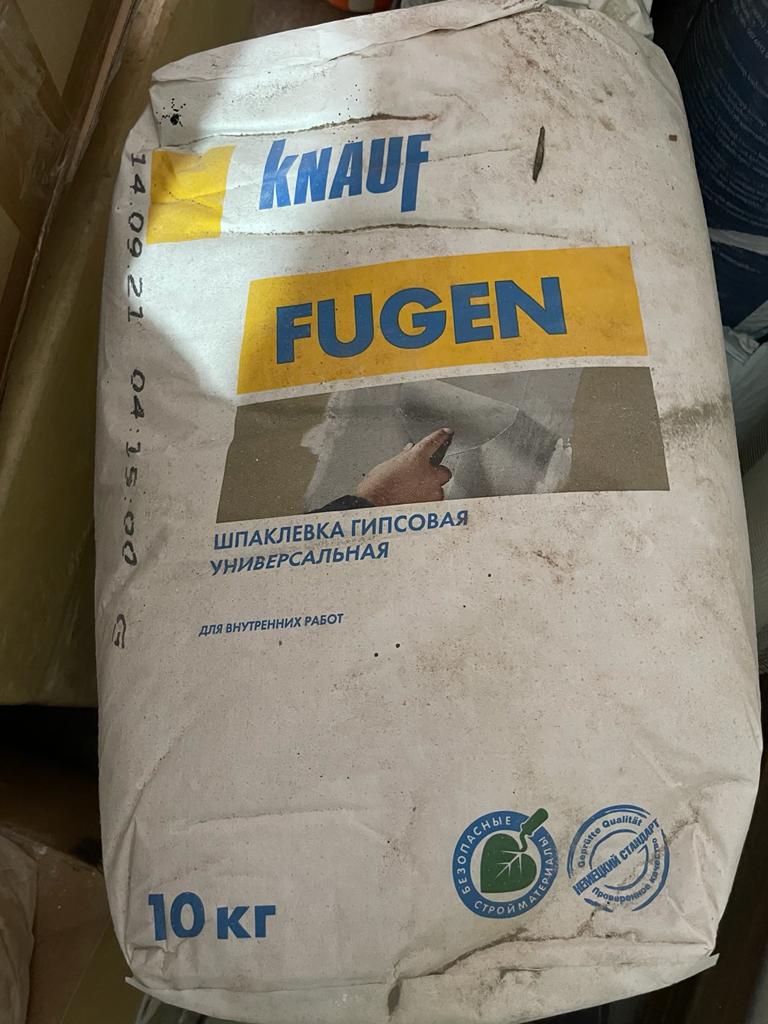 KNAUF
14.09.21 04:15:00 G
FUGEN
ШПАКЛЕВКА ГИПСОВАЯ
УНИВЕРСАЛЬНАЯ
ДЛЯ ВНУТРЕННИХ РАБОТ
БЕЗОПАСНЫЕ
СТРОЙМАТЕРИАЛЫ
Geprüfte Qualität
НЕМЕЦКИЙ СТАНДАРТ
Проверенное качество
10 кг